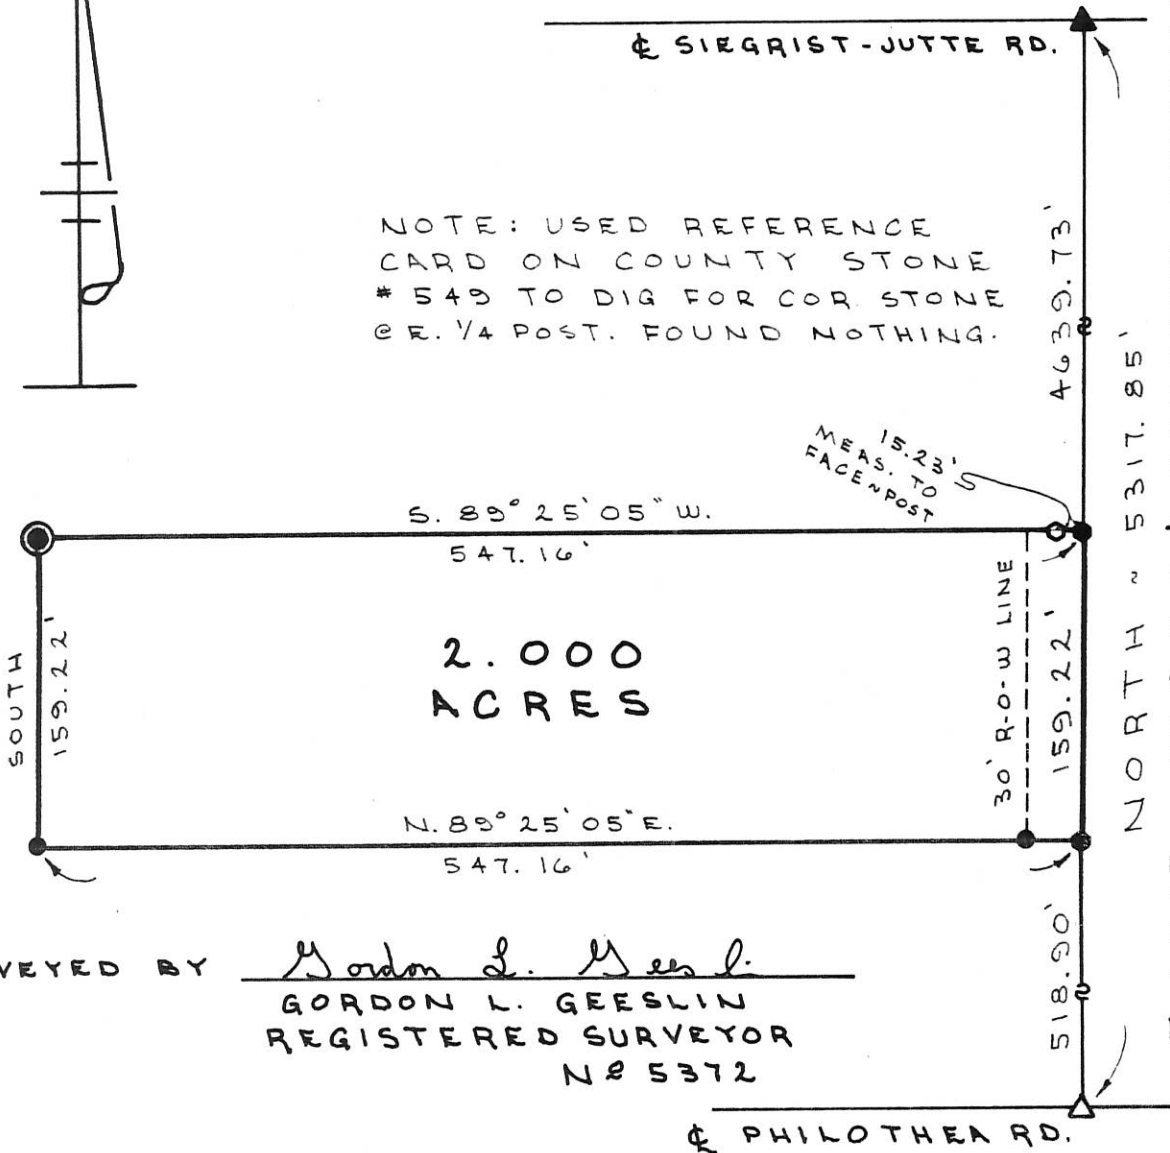 ℄ SIEGRIST-JUTTE RD.
NOTE: USED REFERENCE
CARD ON COUNTY STONE
# 549 TO DIG FOR COR. STONE
@ E. 1/4 POST. FOUND NOTHING.
4639.73'
NORTH ~ 5317.85'
15.23'
MEAS. TO
FACE ~ POST
S. 89° 25' 05" W.
547.16'
SOUTH
159.22'
2.000
ACRES
30' R-O-W LINE
159.22'
N. 89° 25' 05" E.
547.16'
518.90'
VEYED BY Gordon L. Geeslin
GORDON L. GEESLIN
REGISTERED SURVEYOR
Nº 5372
℄ PHILOTHEA RD.